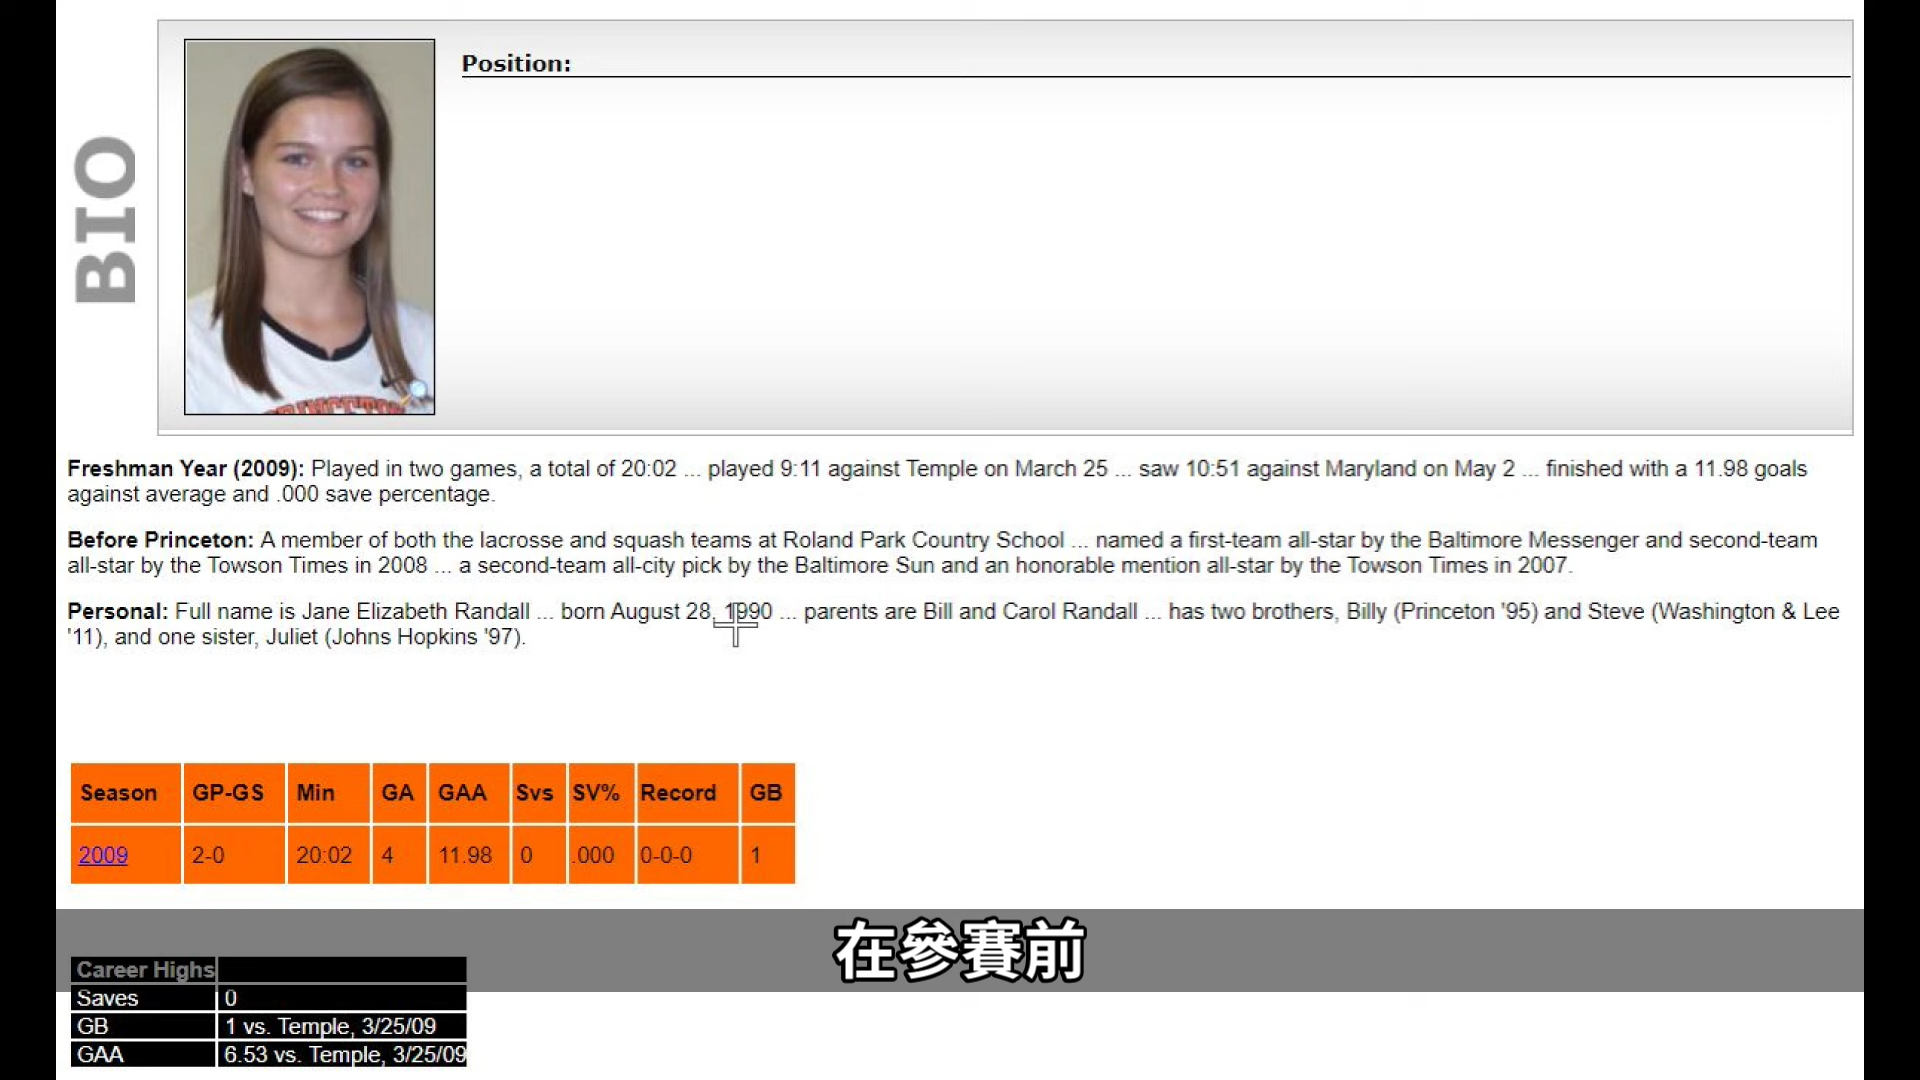 BIO
Position:
PRINCETON
Freshman Year (2009): Played in two games, a total of 20:02 ... played 9:11 against Temple on March 25 ... saw 10:51 against Maryland on May 2 ... finished with a 11.98 goals
against average and .000 save percentage.
Before Princeton: A member of both the lacrosse and squash teams at Roland Park Country School ... named a first-team all-star by the Baltimore Messenger and second-team
all-star by the Towson Times in 2008 ... a second-team all-city pick by the Baltimore Sun and an honorable mention all-star by the Towson Times in 2007.
Personal: Full name is Jane Elizabeth Randall ... born August 28, 1990 ... parents are Bill and Carol Randall ... has two brothers, Billy (Princeton '95) and Steve (Washington & Lee
'11), and one sister, Juliet (Johns Hopkins '97).
Season GP-GS Min GA GAA Svs SV% Record GB
2009 2-0 20:02 4 11.98 0 .000 0-0-0 1
在參賽前
Career Highs
Saves 0
GB 1 vs. Temple, 3/25/09
GAA 6.53 vs. Temple, 3/25/09